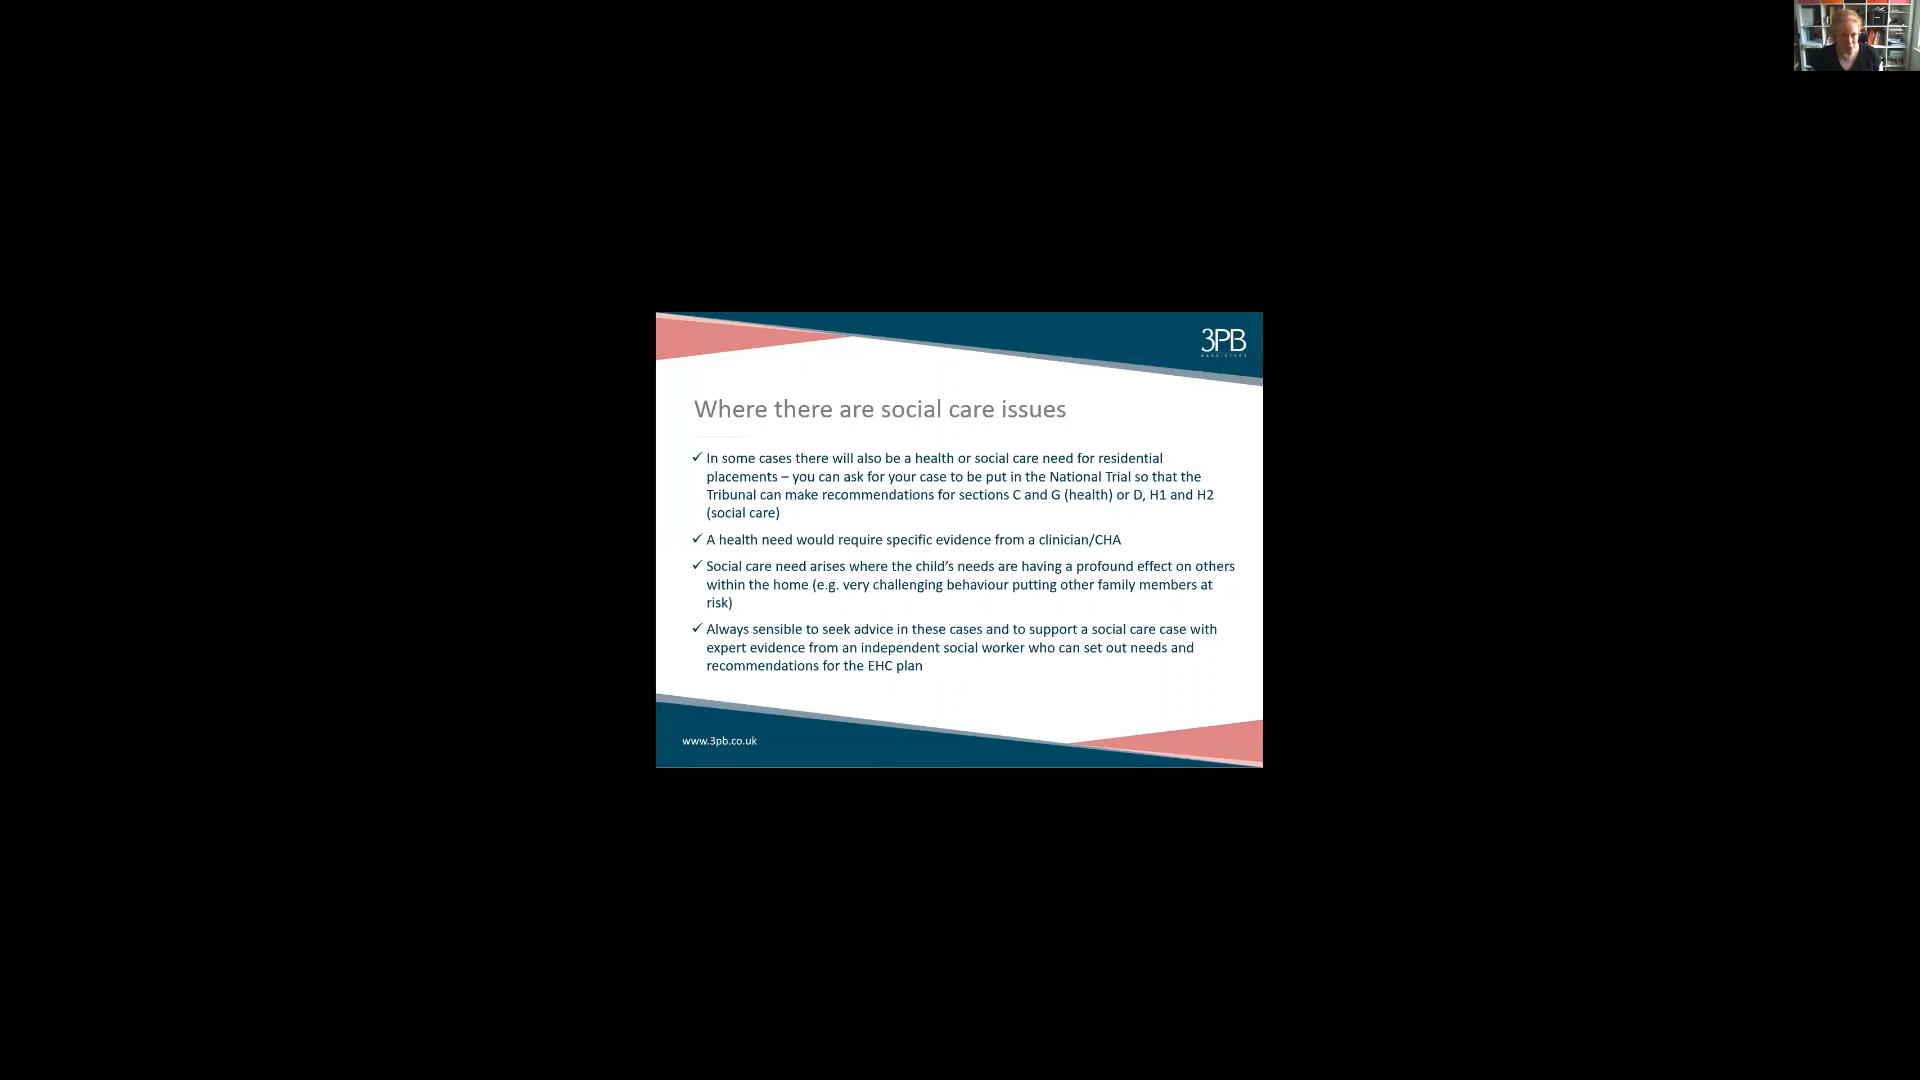 3PB
BARRISTERS
Where there are social care issues
✓ In some cases there will also be a health or social care need for residential
placements – you can ask for your case to be put in the National Trial so that the
Tribunal can make recommendations for sections C and G (health) or D, H1 and H2
(social care)
✓ A health need would require specific evidence from a clinician/CHA
✓ Social care need arises where the child’s needs are having a profound effect on others
within the home (e.g. very challenging behaviour putting other family members at
risk)
✓ Always sensible to seek advice in these cases and to support a social care case with
expert evidence from an independent social worker who can set out needs and
recommendations for the EHC plan
www.3pb.co.uk